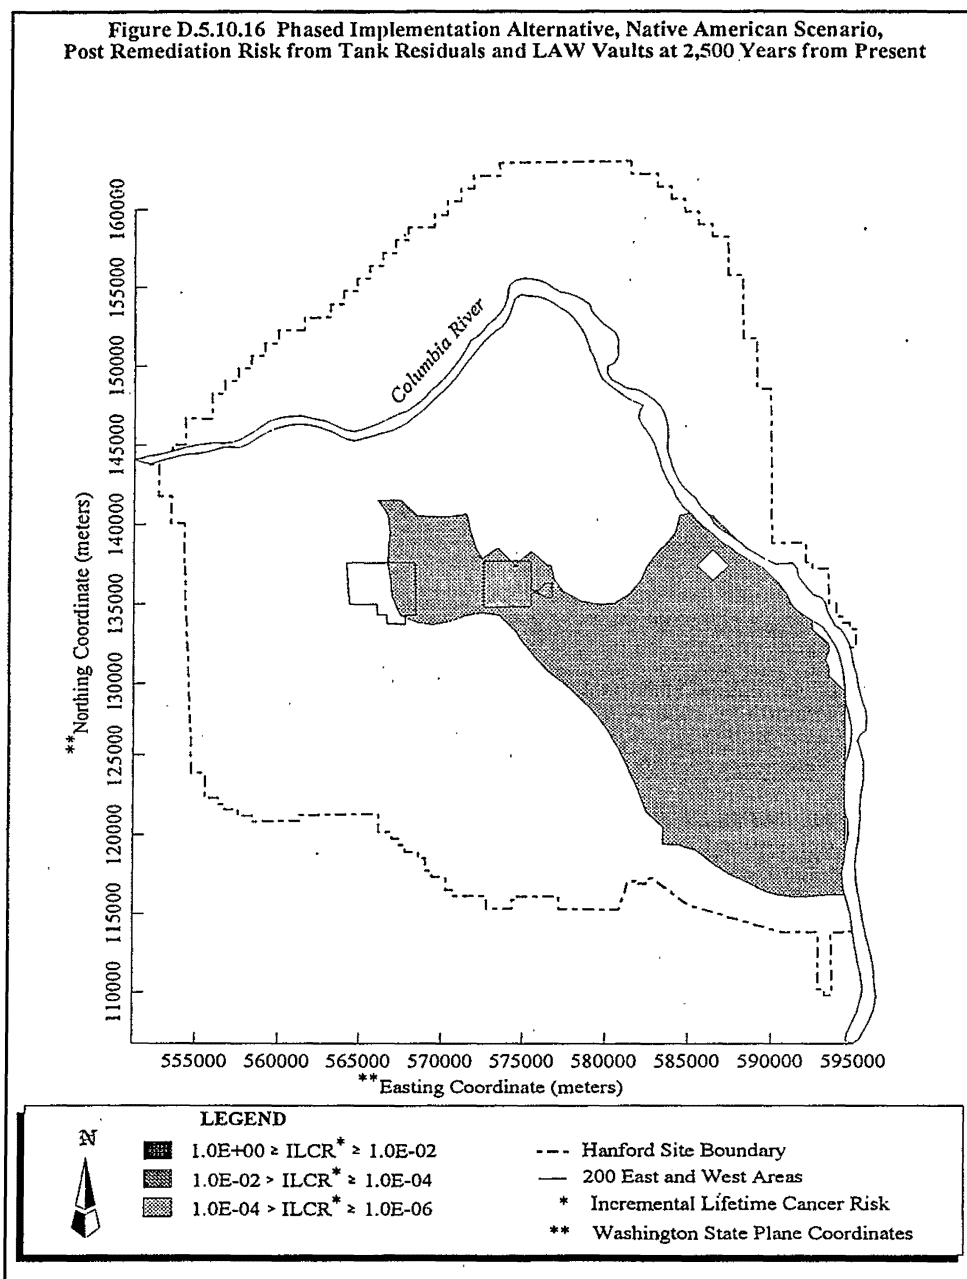 Figure D.5.10.16 Phased Implementation Alternative, Native American Scenario,
Post Remediation Risk from Tank Residuals and LAW Vaults at 2,500 Years from Present
160000
155000
150000
145000
140000
135000
130000
125000
120000
115000
110000
**Northing Coordinate (meters)
Columbia River
555000 560000 565000 570000 575000 580000 585000 590000 595000
**Easting Coordinate (meters)
LEGEND
N
1.0E+00 ≥ ILCR* ≥ 1.0E-02
1.0E-02 > ILCR* ≥ 1.0E-04
1.0E-04 > ILCR* ≥ 1.0E-06
Hanford Site Boundary
200 East and West Areas
* Incremental Lifetime Cancer Risk
** Washington State Plane Coordinates